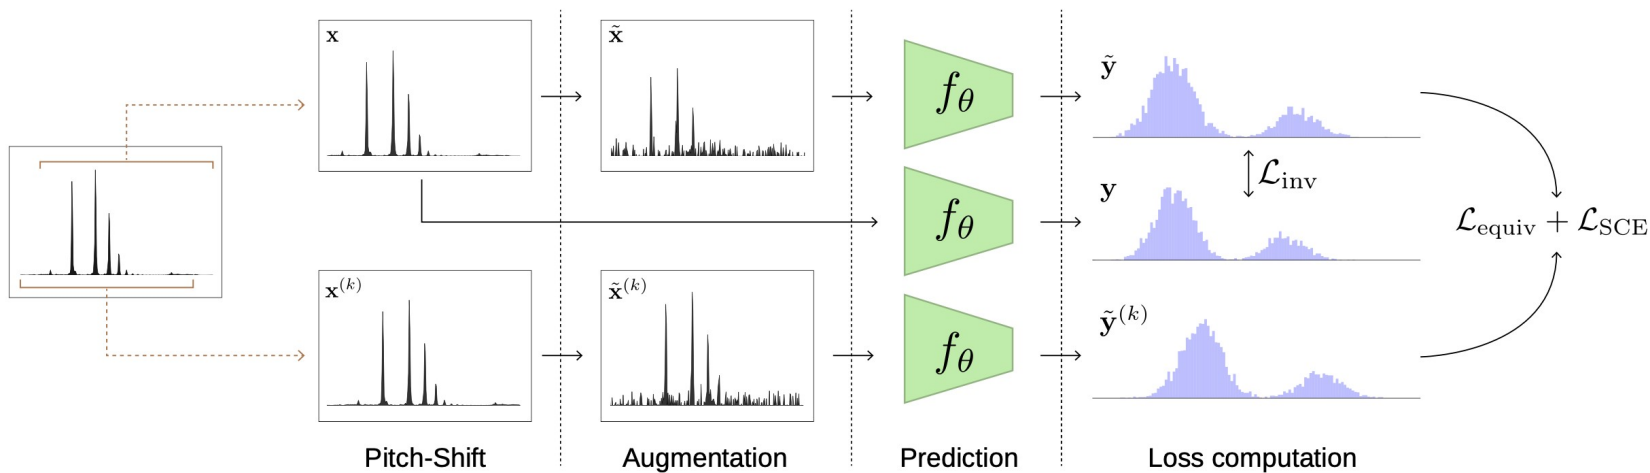 x
x̃
f_θ
ỹ
ℒ_inv
y
f_θ
ℒ_equiv + ℒ_SCE
x^(k)
x̃^(k)
f_θ
ỹ^(k)
Pitch-Shift
Augmentation
Prediction
Loss computation